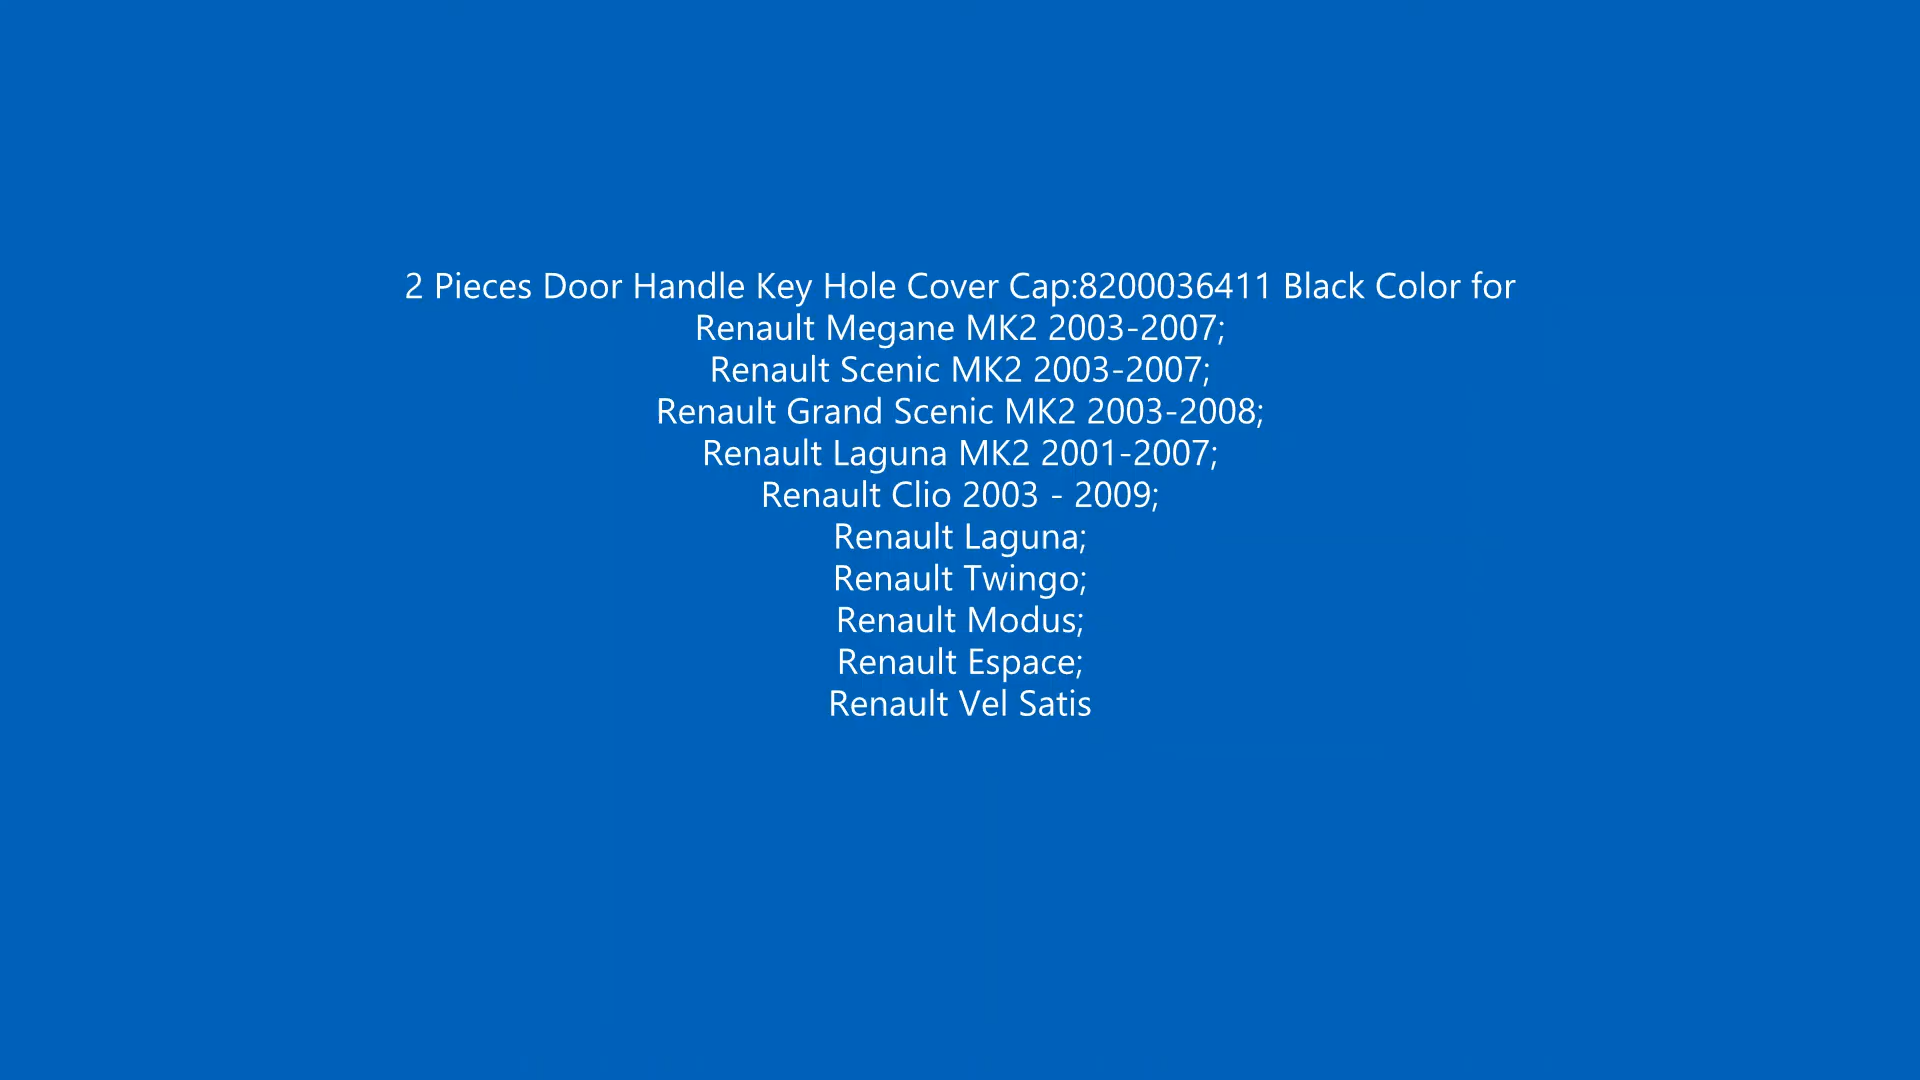 2 Pieces Door Handle Key Hole Cover Cap:8200036411 Black Color for
Renault Megane MK2 2003-2007;
Renault Scenic MK2 2003-2007;
Renault Grand Scenic MK2 2003-2008;
Renault Laguna MK2 2001-2007;
Renault Clio 2003 - 2009;
Renault Laguna;
Renault Twingo;
Renault Modus;
Renault Espace;
Renault Vel Satis